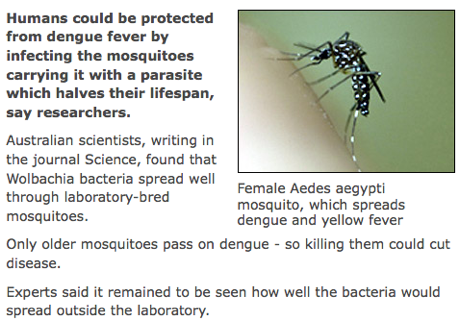 Humans could be protected
from dengue fever by
infecting the mosquitoes
carrying it with a parasite
which halves their lifespan,
say researchers.
Australian scientists, writing in
the journal Science, found that
Wolbachia bacteria spread well
through laboratory-bred
mosquitoes.
Female Aedes aegypti
mosquito, which spreads
dengue and yellow fever
Only older mosquitoes pass on dengue - so killing them could cut
disease.
Experts said it remained to be seen how well the bacteria would
spread outside the laboratory.